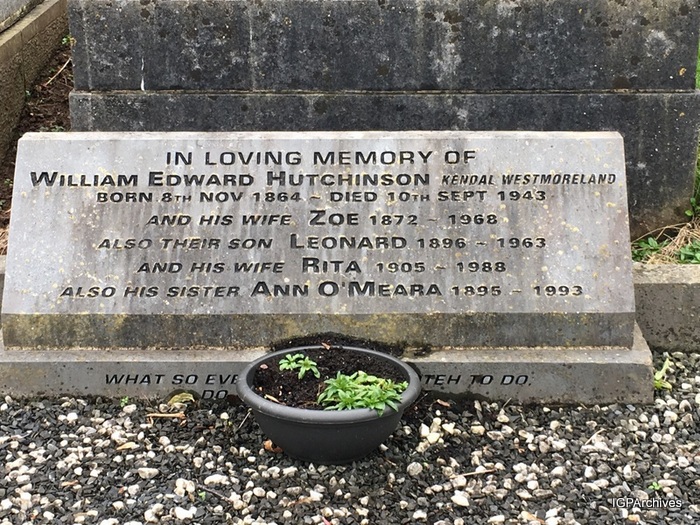 IN LOVING MEMORY OF
WILLIAM EDWARD HUTCHINSON KENDAL WESTMORELAND
BORN 8TH NOV 1864 ~ DIED 10TH SEPT 1943
AND HIS WIFE ZOE 1872 ~ 1968
ALSO THEIR SON LEONARD 1896 ~ 1963
AND HIS WIFE RITA 1905 ~ 1988
ALSO HIS SISTER ANN O'MEARA 1895 ~ 1993
WHAT SO EVE TEH TO DO,
DO
IGPArchives